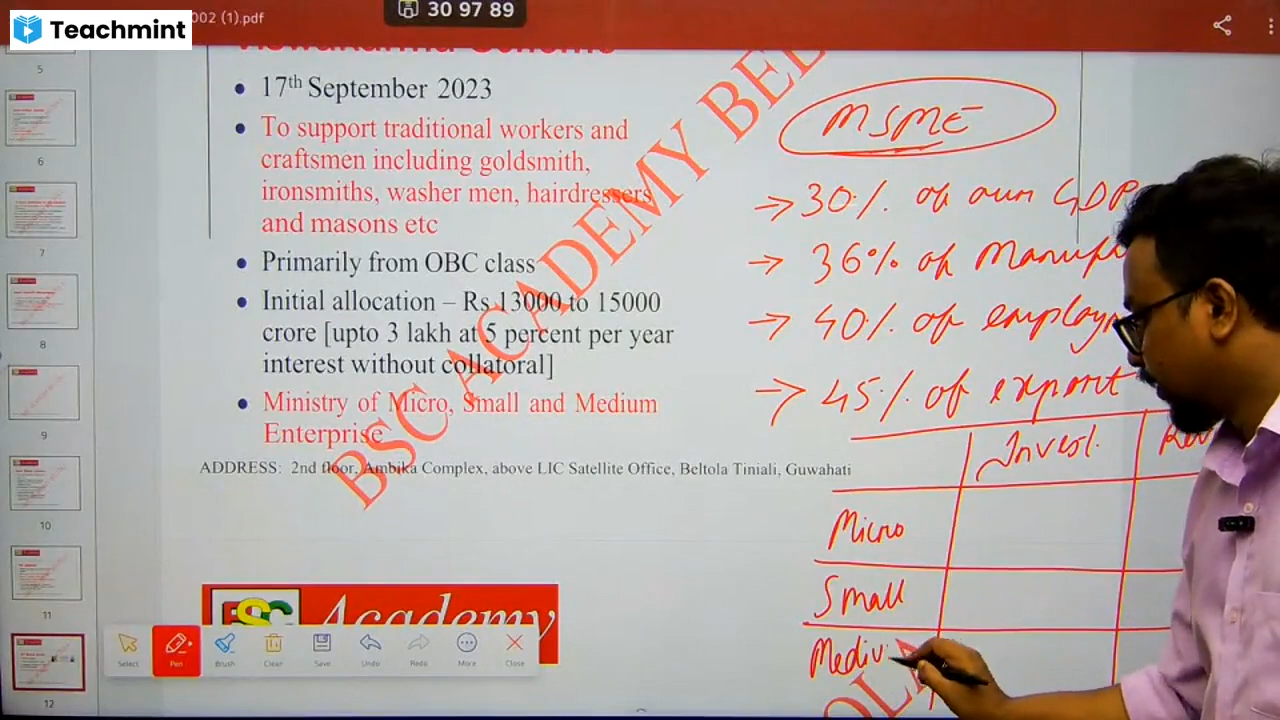 Teachmint
002 (1).pdf
30 97 89
17th September 2023
To support traditional workers and
craftsmen including goldsmith,
ironsmiths, washer men, hairdressers
and masons etc
Primarily from OBC class
Initial allocation – Rs 13000 to 15000
crore [upto 3 lakh at 5 percent per year
interest without collatoral]
Ministry of Micro, Small and Medium
Enterprise
ADDRESS: 2nd floor, Ambika Complex, above LIC Satellite Office, Beltola Tiniali, Guwahati
BSC ACADEMY BEL
BSC
Academy
MSME
→ 30% of our GDP
→ 36% of Manuf
→ 40% of employ
→ 45% of export
Invest.
Micro
Small
Mediu
5
6
7
8
9
10
11
12
Select
Pen
Brush
Clear
Save
Undo
Redo
More
Close